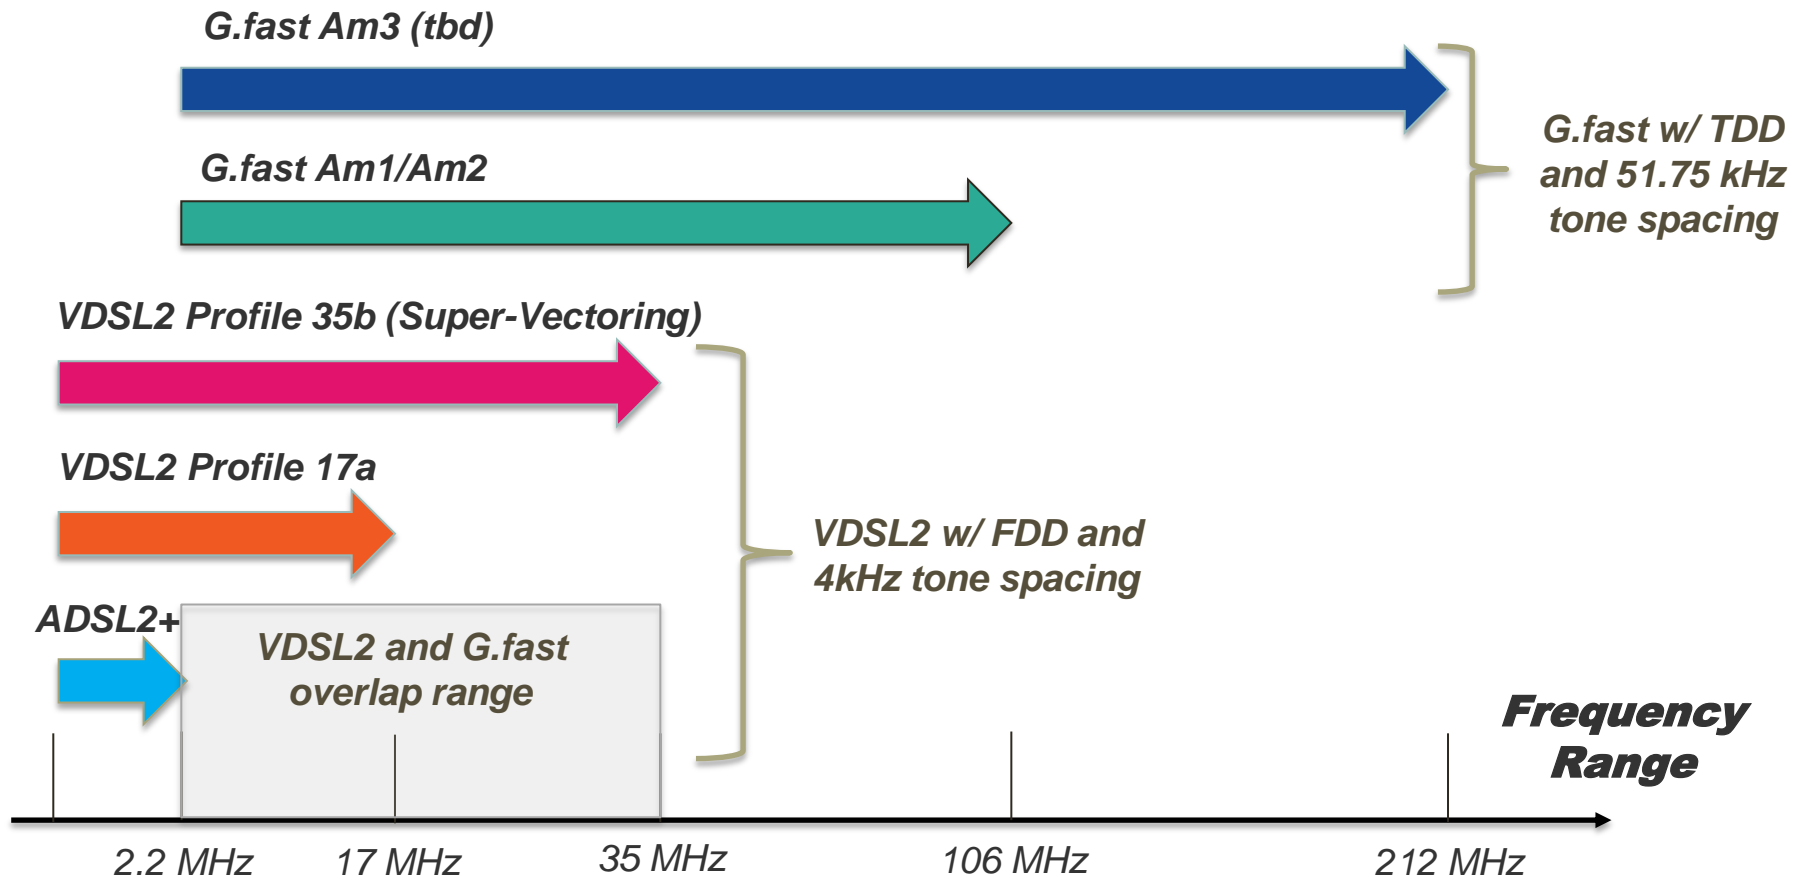 G.fast Am3 (tbd)
G.fast w/ TDD
and 51.75 kHz
tone spacing
G.fast Am1/Am2
VDSL2 Profile 35b (Super-Vectoring)
VDSL2 Profile 17a
VDSL2 w/ FDD and
4kHz tone spacing
ADSL2+
VDSL2 and G.fast
overlap range
Frequency
Range
2.2 MHz
17 MHz
35 MHz
106 MHz
212 MHz